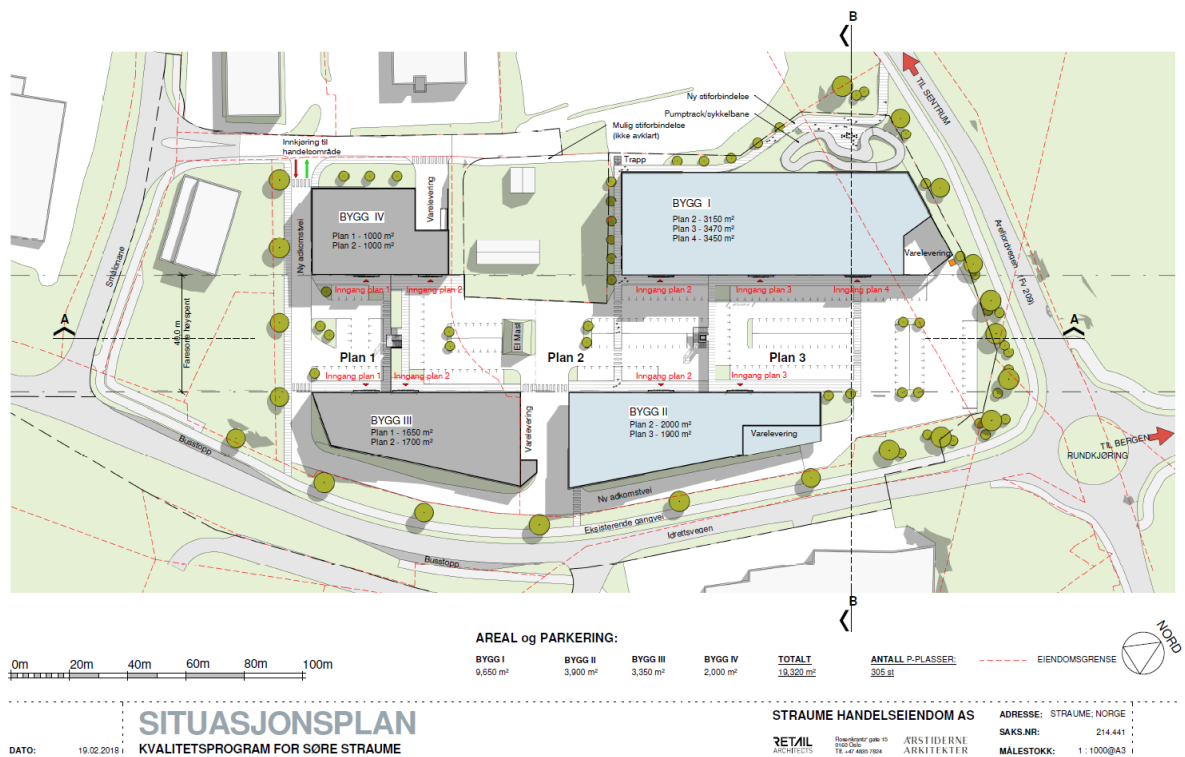 B
TIL SENTRUM
Ny stiforbindelse
Pumptrack/sykkelbane
Mulig stiforbindelse
(ikke avklart)
Innkjøring til
handelsområde
Trapp
BYGG IV
Plan 1 - 1000 m²
Plan 2 - 1000 m²
Varelevering
BYGG I
Plan 2 - 3150 m²
Plan 3 - 3470 m²
Plan 4 - 3450 m²
Varelevering
Arefjordvegen (Fv 209)
Ny adkomstvei
Smålonane
Inngang plan 1
Inngang plan 2
Inngang plan 2
Inngang plan 3
Inngang plan 4
A
40,0 m
Faresone høyspent
El Mast
A
Plan 1
Plan 2
Plan 3
Inngang plan 1
Inngang plan 2
Inngang plan 2
Inngang plan 3
BYGG III
Plan 1 - 1650 m²
Plan 2 - 1700 m²
Varelevering
BYGG II
Plan 2 - 2000 m²
Plan 3 - 1900 m²
Varelevering
TIL BERGEN
RUNDKJØRING
Busstopp
Ny adkomstvei
Eksisterende gangvei
Idrettsvegen
Busstopp
B
AREAL og PARKERING:
BYGG I BYGG II BYGG III BYGG IV TOTALT ANTALL P-PLASSER: EIENDOMSGRENSE
9,650 m² 3,900 m² 3,350 m² 2,000 m² 19,320 m² 305 st
NORD
0m 20m 40m 60m 80m 100m
SITUASJONSPLAN
KVALITETSPROGRAM FOR SØRE STRAUME
DATO: 19.02.2018
STRAUME HANDELSEIENDOM AS
RETAIL
ARCHITECTS
Rosenkrantz' gate 15
0160 Oslo
ÅRSTIDERNE
ARKITEKTER
ADRESSE: STRAUME; NORGE
SAKS.NR: 214.441
MÅLESTOKK: 1 : 1000@A3